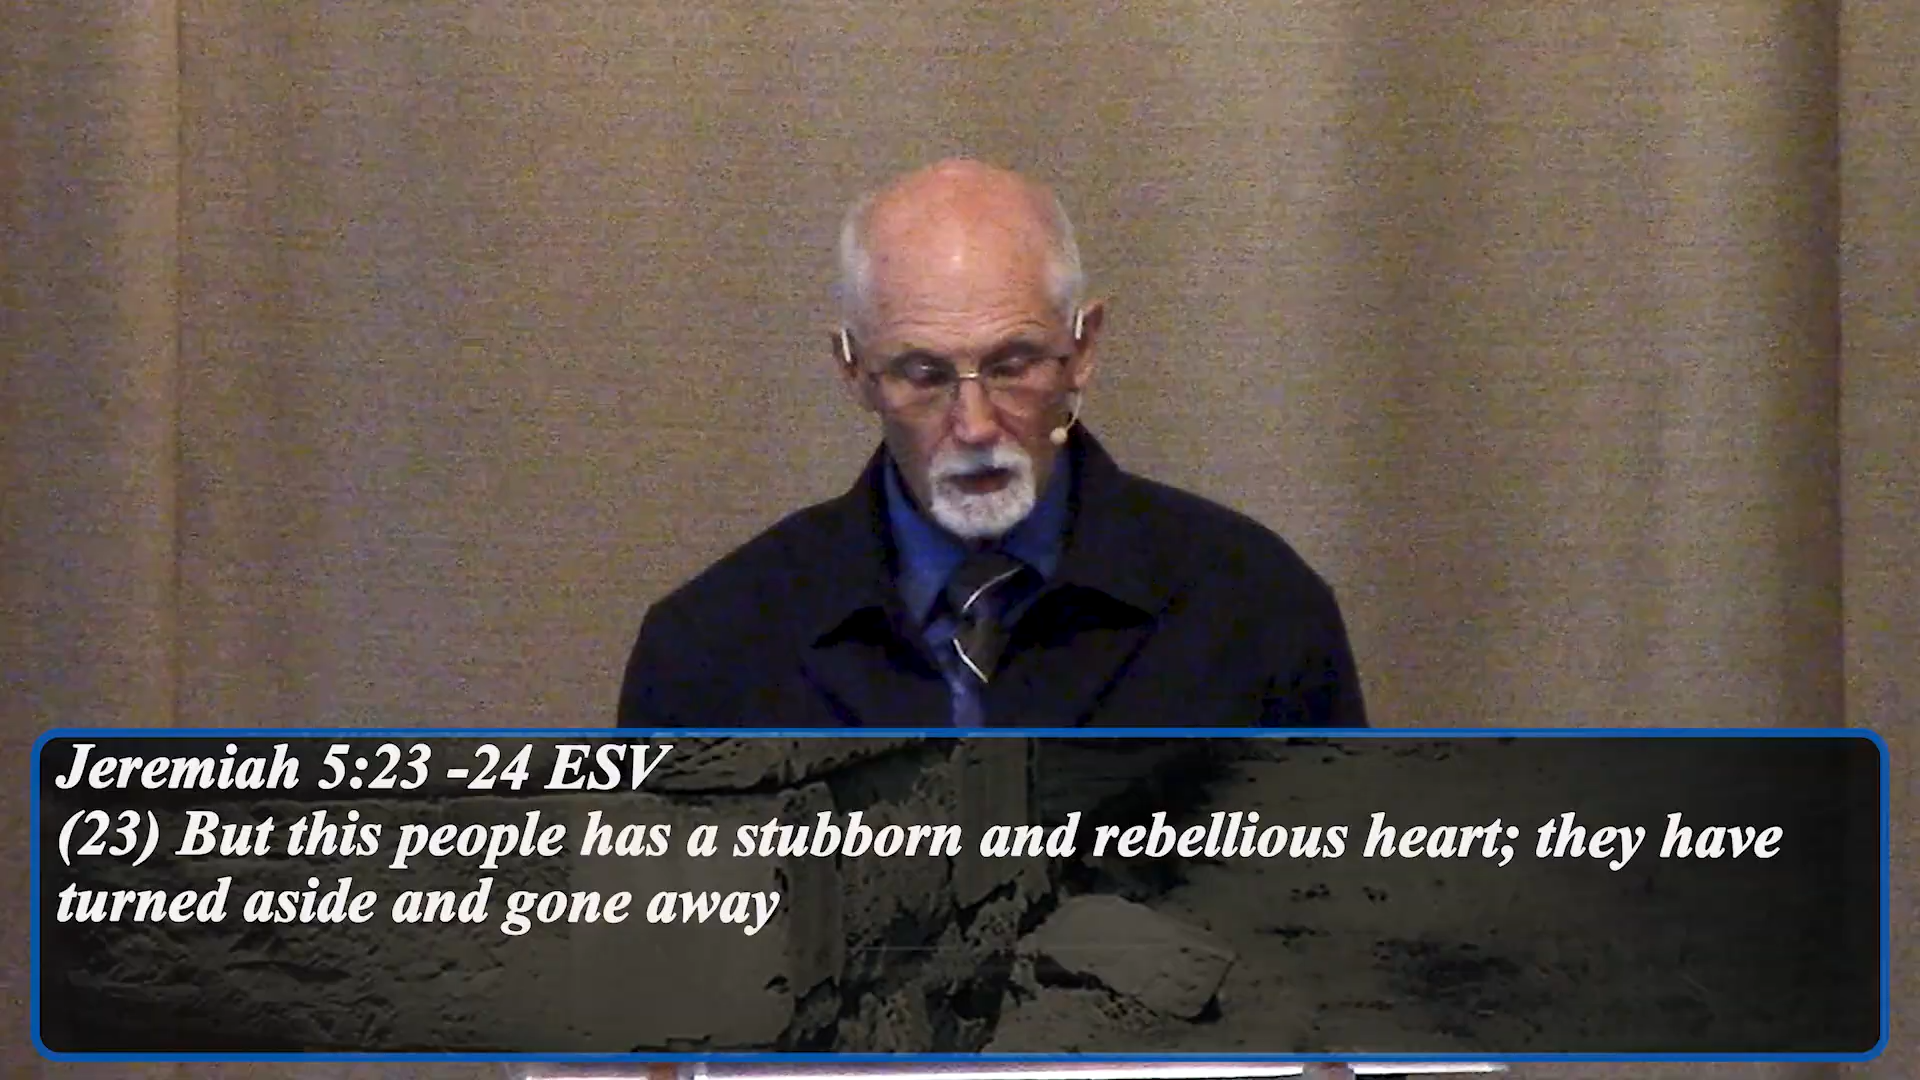 Jeremiah 5:23 -24 ESV
(23) But this people has a stubborn and rebellious heart; they have
turned aside and gone away